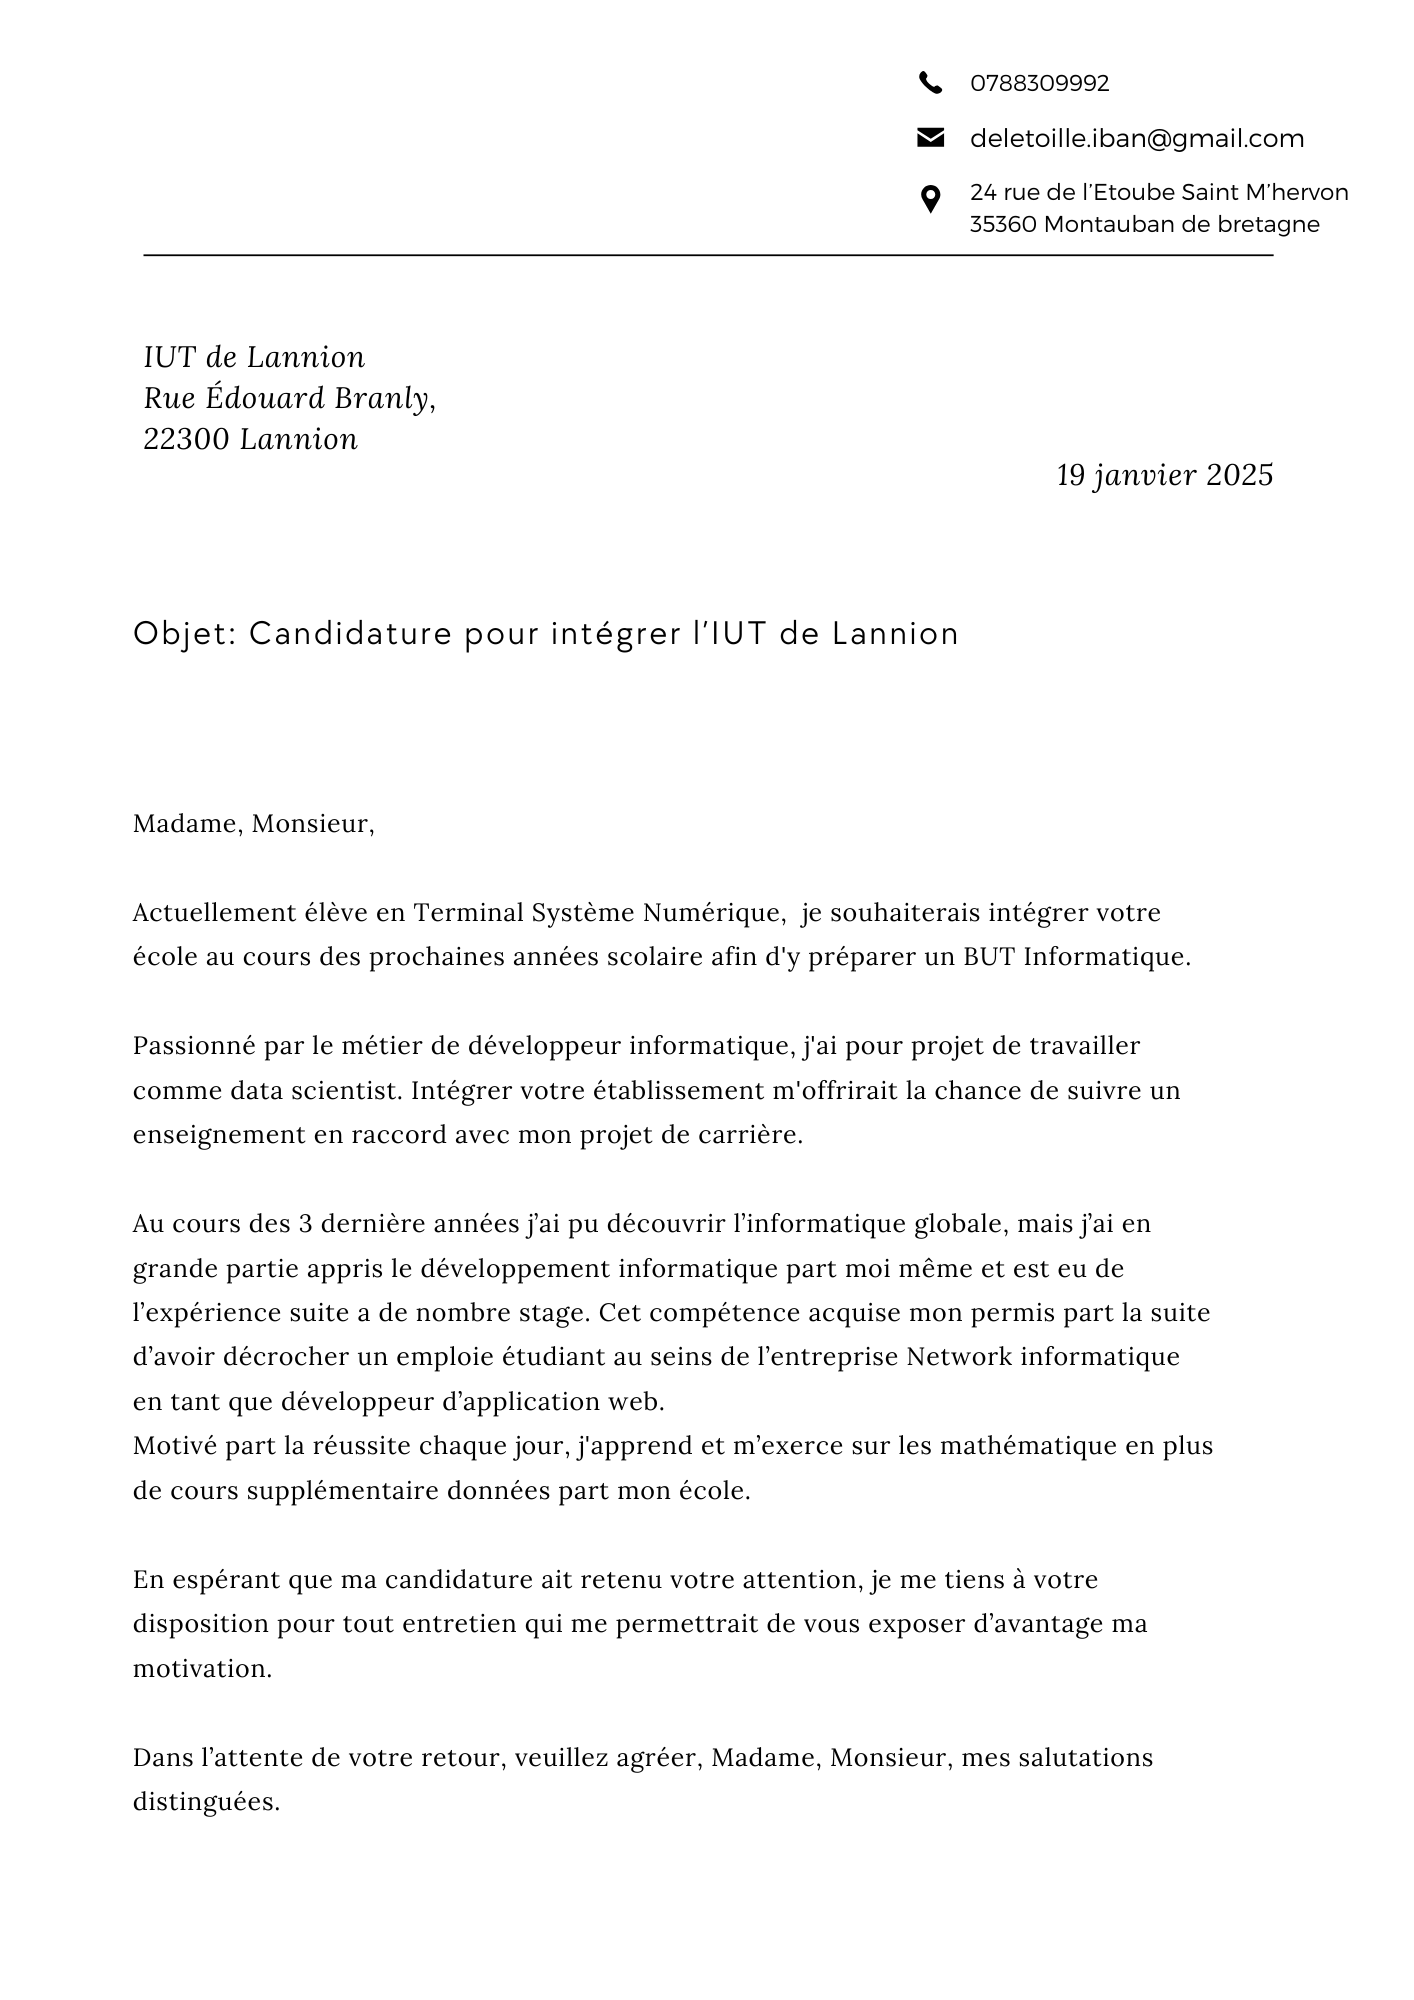 0788309992
deletoille.iban@gmail.com
24 rue de l'Etoube Saint M'hervon
35360 Montauban de bretagne
IUT de Lannion
Rue Édouard Branly,
22300 Lannion
19 janvier 2025
Objet: Candidature pour intégrer l'IUT de Lannion
Madame, Monsieur,
Actuellement élève en Terminal Système Numérique,  je souhaiterais intégrer votre
école au cours des prochaines années scolaire afin d'y préparer un BUT Informatique.
Passionné par le métier de développeur informatique, j'ai pour projet de travailler
comme data scientist. Intégrer votre établissement m'offrirait la chance de suivre un
enseignement en raccord avec mon projet de carrière.
Au cours des 3 dernière années j’ai pu découvrir l’informatique globale, mais j’ai en
grande partie appris le développement informatique part moi même et est eu de
l’expérience suite a de nombre stage. Cet compétence acquise mon permis part la suite
d’avoir décrocher un emploie étudiant au seins de l’entreprise Network informatique
en tant que développeur d’application web.
Motivé part la réussite chaque jour, j'apprend et m’exerce sur les mathématique en plus
de cours supplémentaire données part mon école.
En espérant que ma candidature ait retenu votre attention, je me tiens à votre
disposition pour tout entretien qui me permettrait de vous exposer d’avantage ma
motivation.
Dans l’attente de votre retour, veuillez agréer, Madame, Monsieur, mes salutations
distinguées.